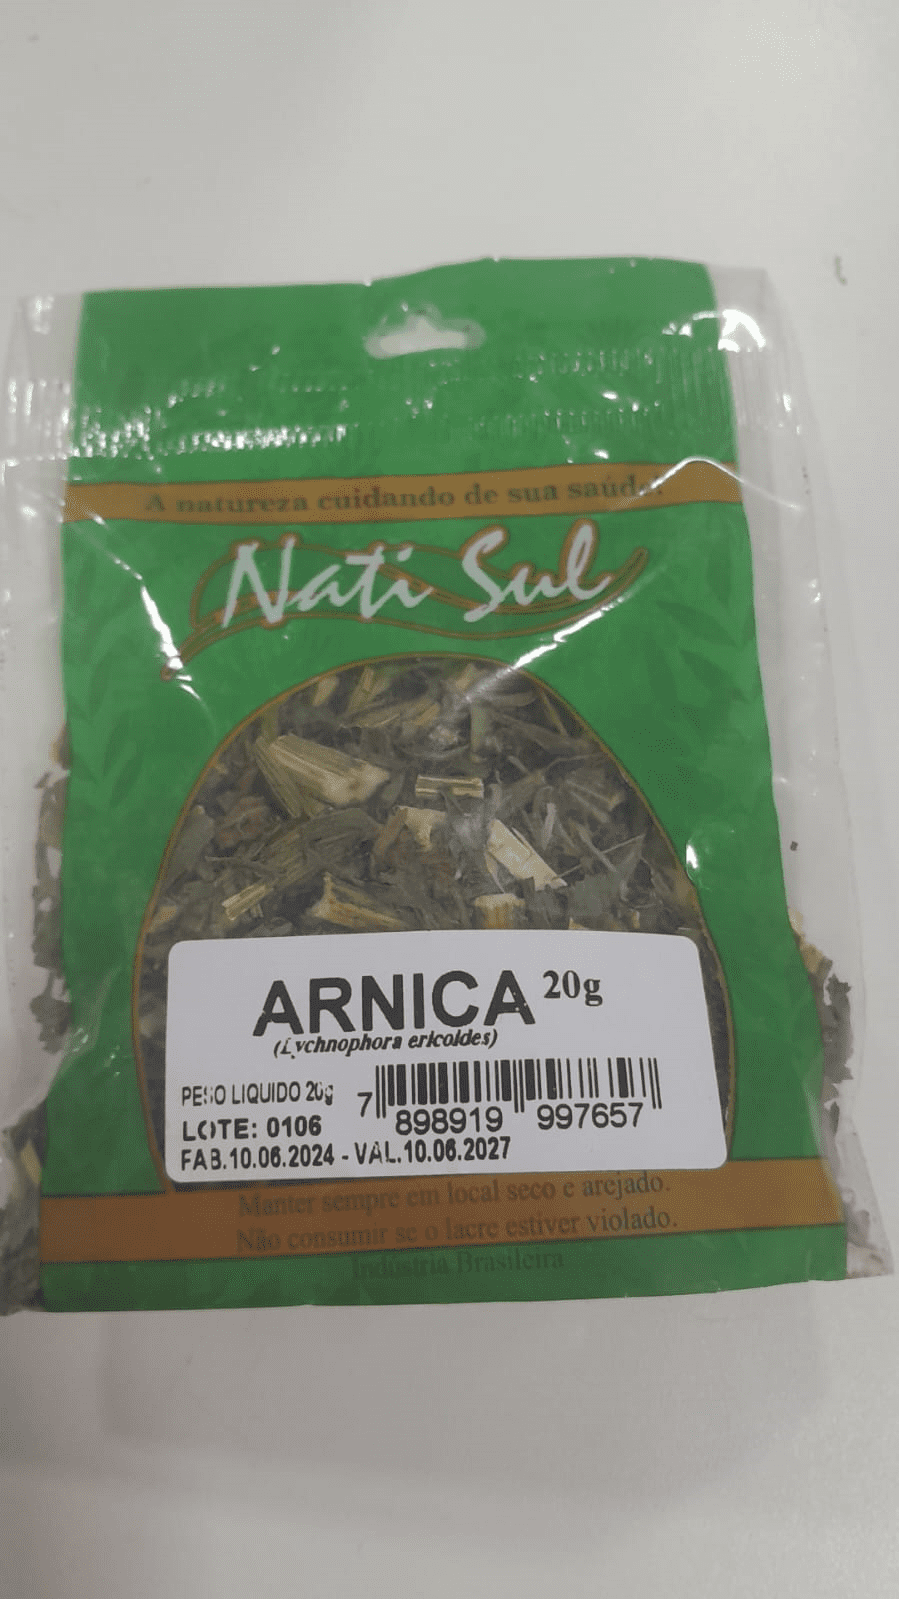 A natureza cuidando de sua saúde.
Nati Sul
ARNICA 20g
(Lychnophora ericoides)
PESO LIQUIDO 20g
LOTE: 0106
FAB.10.06.2024 - VAL.10.06.2027
7 898919 997657
Manter sempre em local seco e arejado.
Não consumir se o lacre estiver violado.
Indústria Brasileira